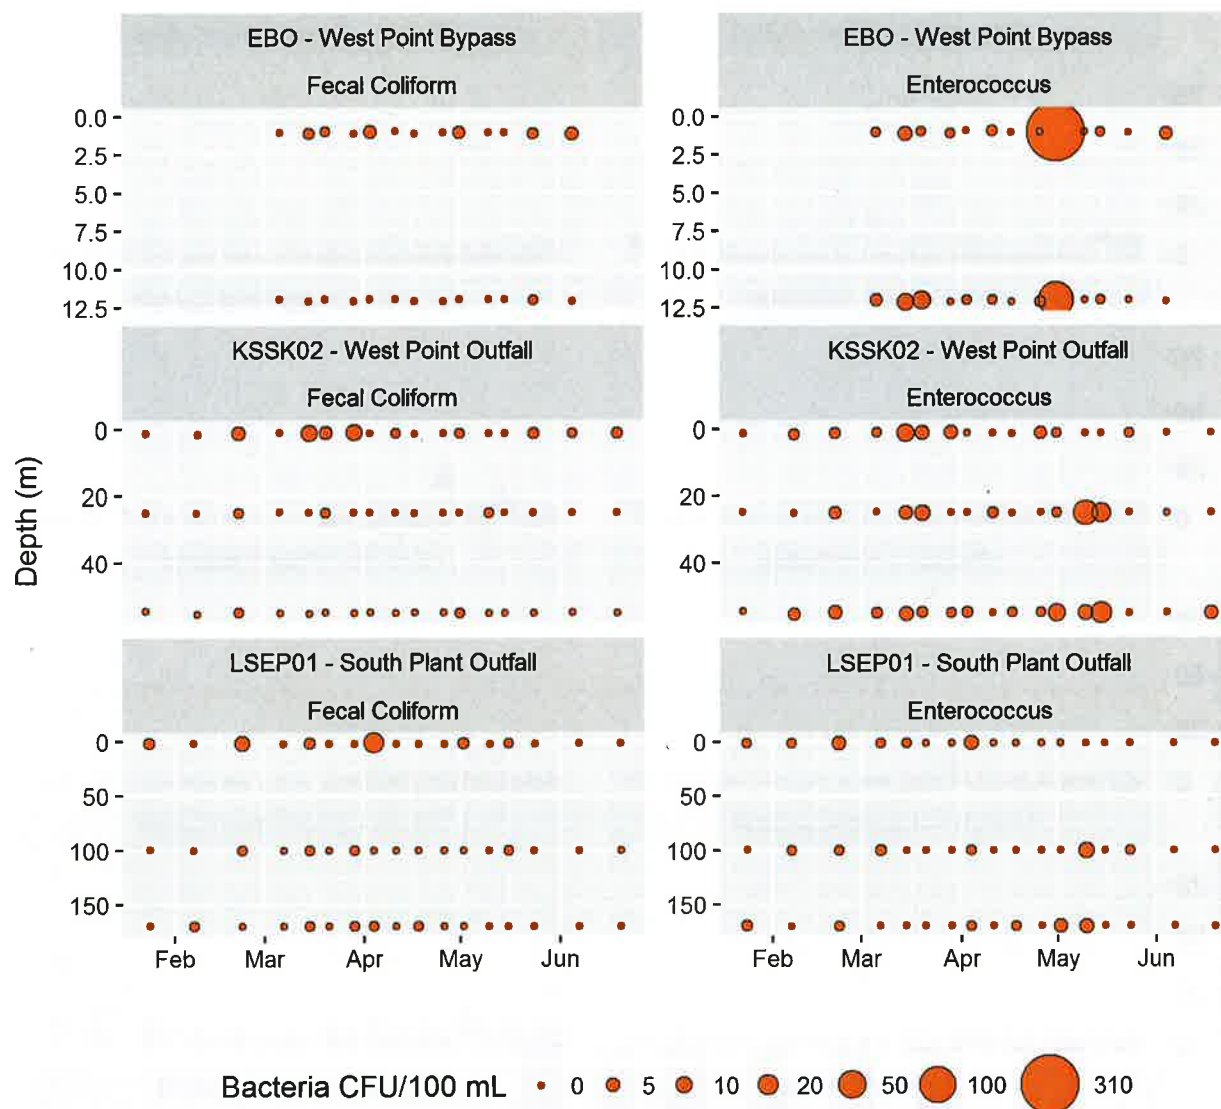 EBO - West Point Bypass
EBO - West Point Bypass
Fecal Coliform
Enterococcus
0.0
2.5
5.0
7.5
10.0
12.5
0.0
2.5
5.0
7.5
10.0
12.5
KSSK02 - West Point Outfall
KSSK02 - West Point Outfall
Fecal Coliform
Enterococcus
0
20
40
0
20
40
Depth (m)
LSEP01 - South Plant Outfall
LSEP01 - South Plant Outfall
Fecal Coliform
Enterococcus
0
50
100
150
0
50
100
150
Feb Mar Apr May Jun
Feb Mar Apr May Jun
Bacteria CFU/100 mL 0 5 10 20 50 100 310